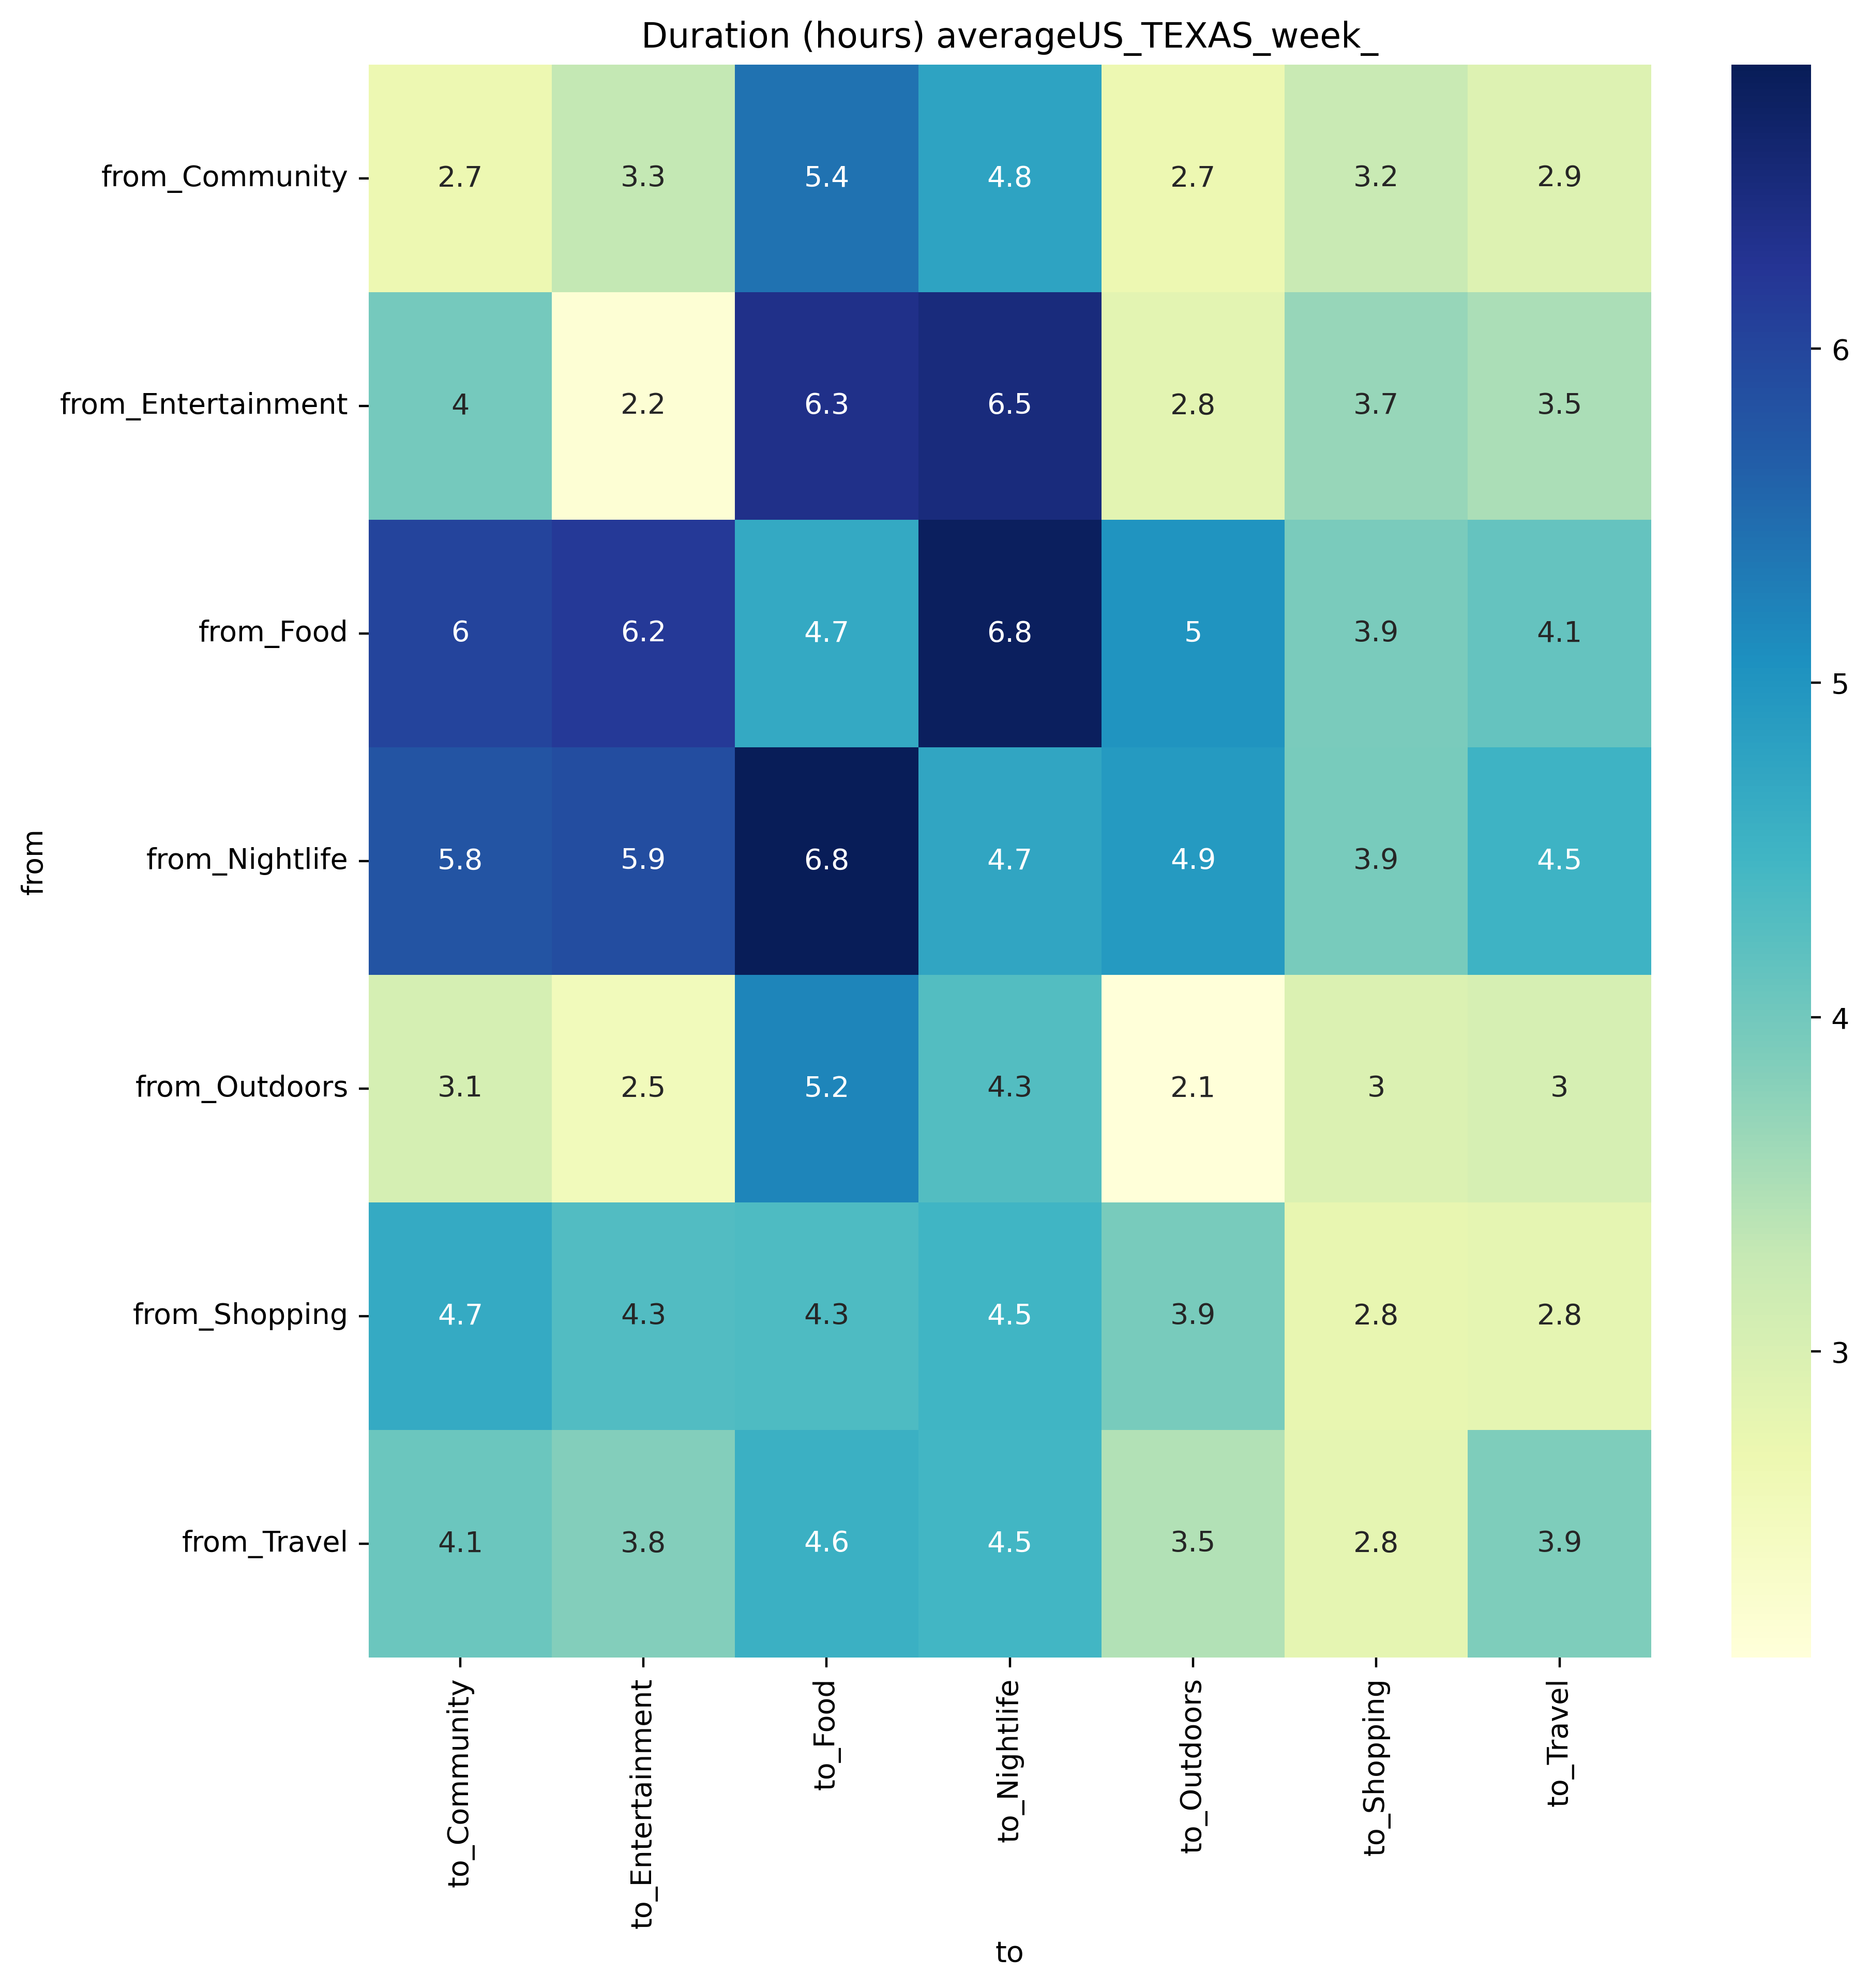 Duration (hours) averageUS_TEXAS_week_
from_Community 2.7 3.3 5.4 4.8 2.7 3.2 2.9
from_Entertainment 4 2.2 6.3 6.5 2.8 3.7 3.5
from_Food 6 6.2 4.7 6.8 5 3.9 4.1
from_Nightlife 5.8 5.9 6.8 4.7 4.9 3.9 4.5
from_Outdoors 3.1 2.5 5.2 4.3 2.1 3 3
from_Shopping 4.7 4.3 4.3 4.5 3.9 2.8 2.8
from_Travel 4.1 3.8 4.6 4.5 3.5 2.8 3.9
from
to_Community
to_Entertainment
to_Food
to_Nightlife
to_Outdoors
to_Shopping
to_Travel
to
6
5
4
3